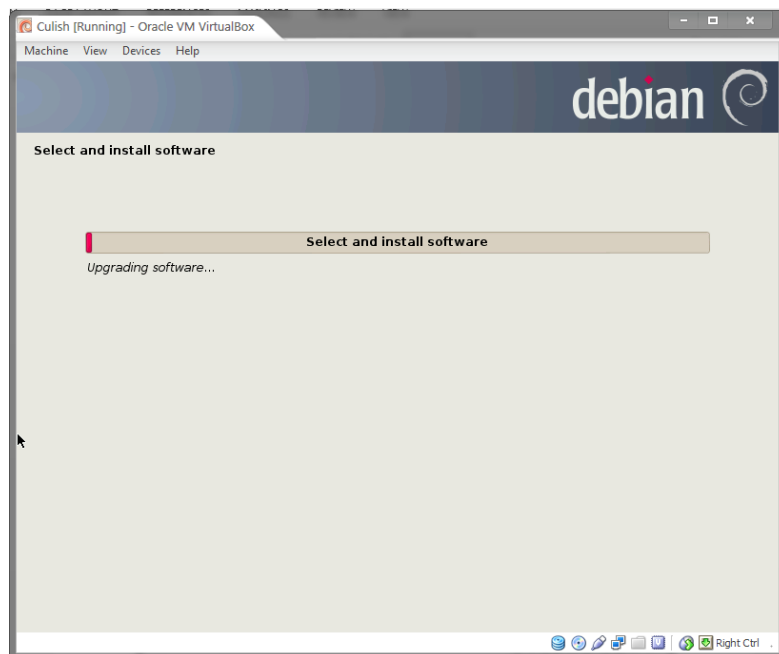 Culish [Running] - Oracle VM VirtualBox
Machine View Devices Help
debian
Select and install software
Select and install software
Upgrading software...
Right Ctrl